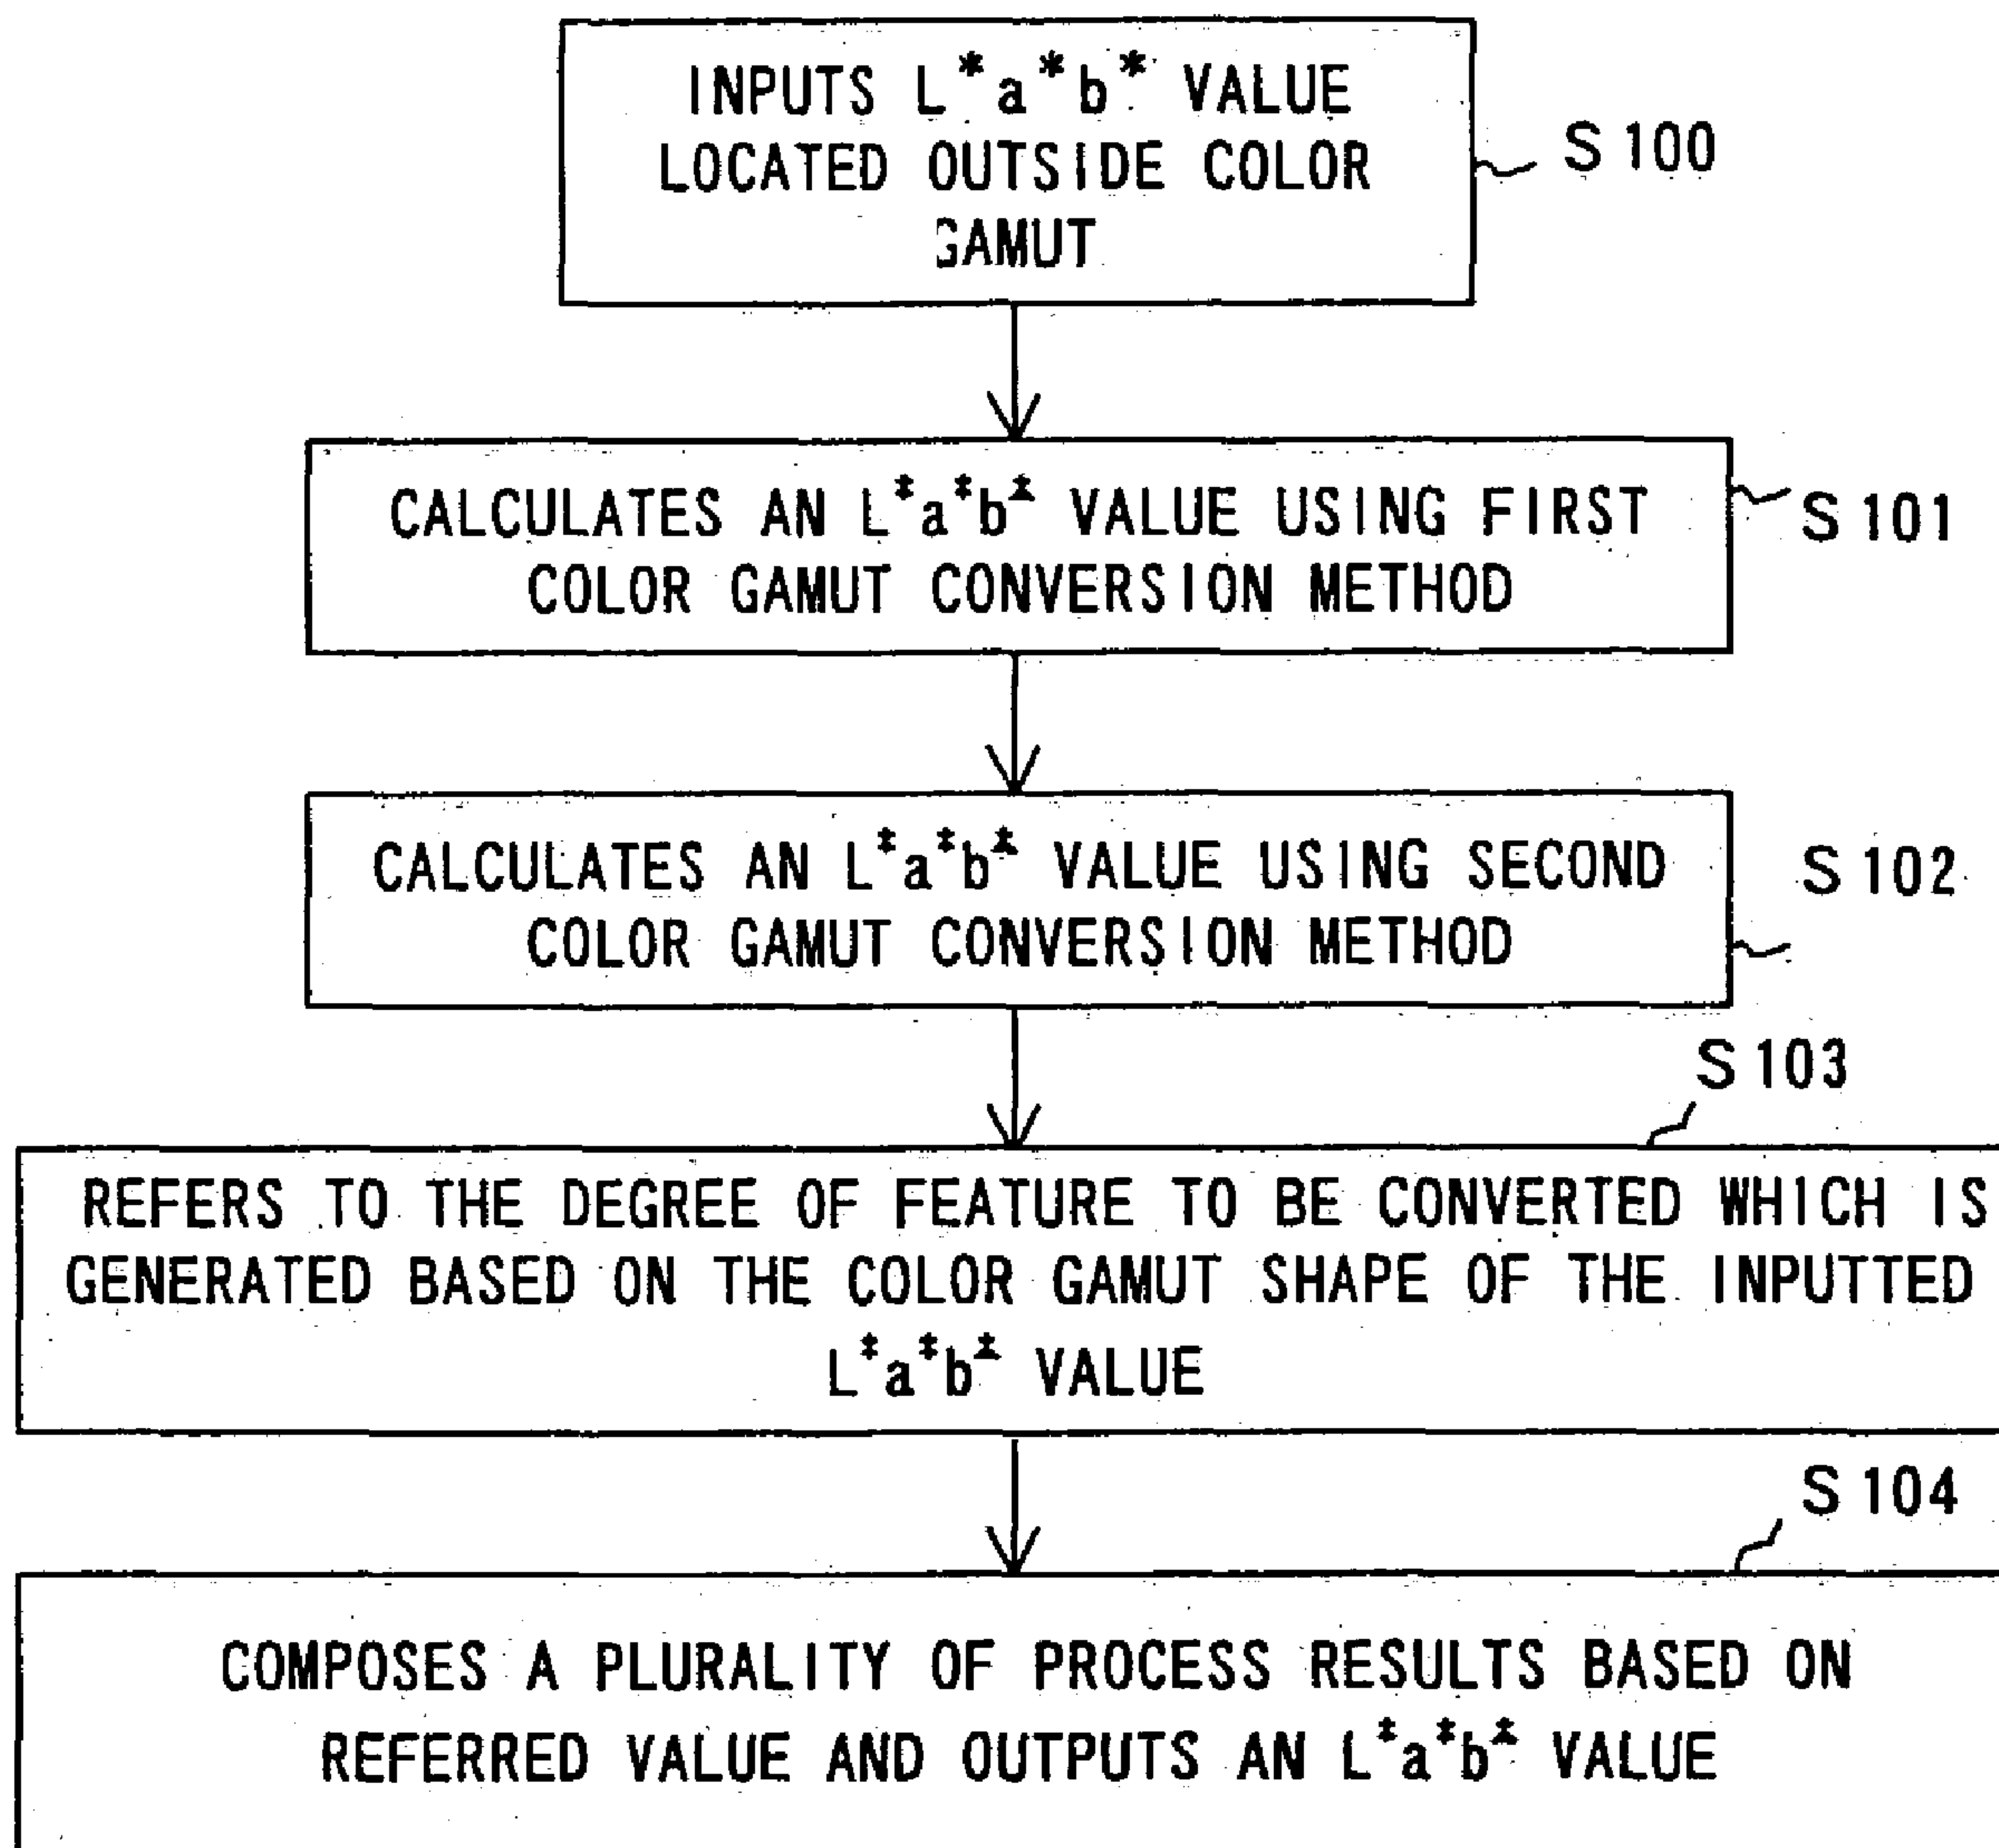 INPUTS L*a*b* VALUE
LOCATED OUTSIDE COLOR
GAMUT
S100
CALCULATES AN L*a*b* VALUE USING FIRST
COLOR GAMUT CONVERSION METHOD
S101
CALCULATES AN L*a*b* VALUE USING SECOND
COLOR GAMUT CONVERSION METHOD
S102
S103
REFERS TO THE DEGREE OF FEATURE TO BE CONVERTED WHICH IS
GENERATED BASED ON THE COLOR GAMUT SHAPE OF THE INPUTTED
L*a*b* VALUE
S104
COMPOSES A PLURALITY OF PROCESS RESULTS BASED ON
REFERRED VALUE AND OUTPUTS AN L*a*b* VALUE